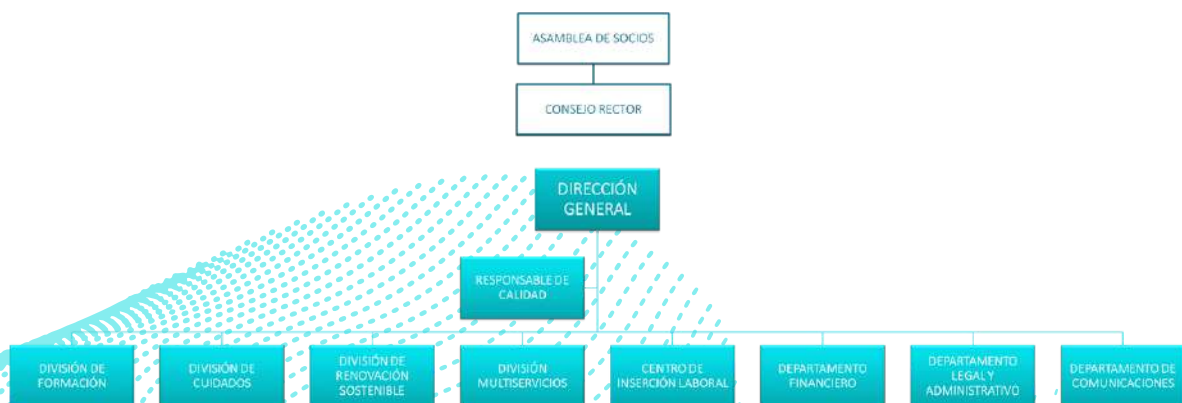 ASAMBLEA DE SOCIOS
CONSEJO RECTOR
DIRECCIÓN
GENERAL
RESPONSABLE DE
CALIDAD
DIVISIÓN DE
FORMACIÓN
DIVISIÓN DE
CUIDADOS
DIVISIÓN DE
RENOVACIÓN
SOSTENIBLE
DIVISIÓN
MULTISERVICIOS
CENTRO DE
INSERCIÓN LABORAL
DEPARTAMENTO
FINANCIERO
DEPARTAMENTO
LEGAL Y
ADMINISTRATIVO
DEPARTAMENTO DE
COMUNICACIONES